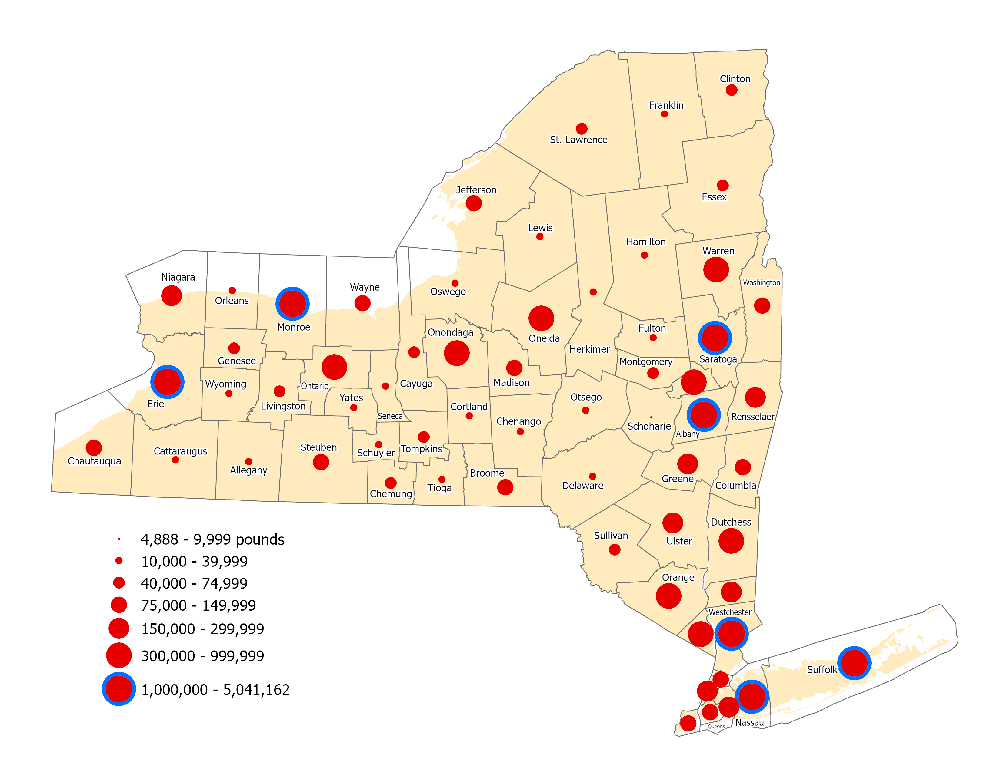 Clinton
Franklin
St. Lawrence
Jefferson
Essex
Lewis
Hamilton
Warren
Niagara
Washington
Wayne
Oswego
Orleans
Monroe
Fulton
Onondaga
Oneida
Herkimer
Saratoga
Genesee
Montgomery
Madison
Wyoming
Cayuga
Ontario
Otsego
Yates
Erie
Livingston
Cortland
Seneca
Rensselaer
Chenango
Schoharie
Albany
Steuben
Tompkins
Cattaraugus
Schuyler
Chautauqua
Allegany
Broome
Greene
Delaware
Columbia
Tioga
Chemung
Dutchess
Sullivan
Ulster
4,888 - 9,999 pounds
10,000 - 39,999
Orange
40,000 - 74,999
75,000 - 149,999
Westchester
150,000 - 299,999
300,000 - 999,999
Suffolk
1,000,000 - 5,041,162
Nassau
Queens